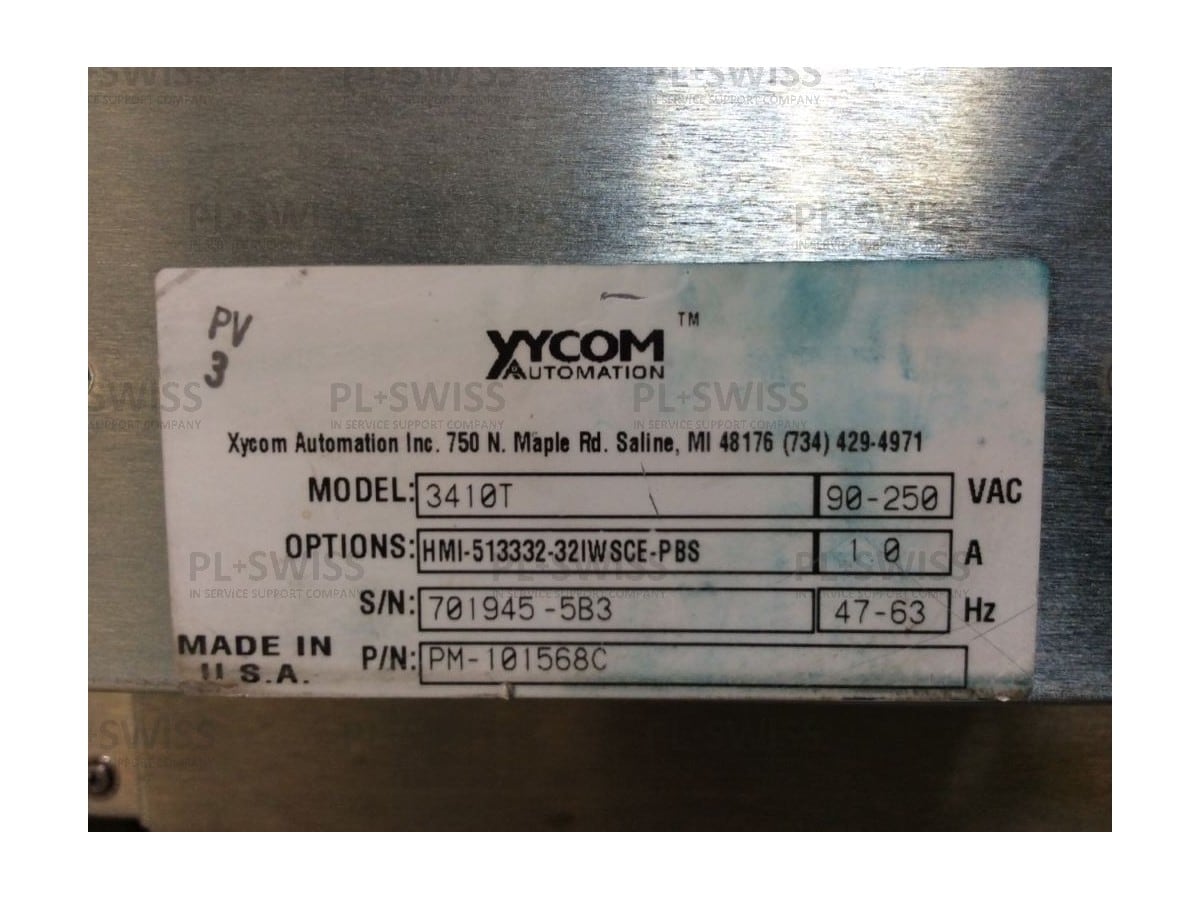 PL+SWISS
IN SERVICE SUPPORT COMPANY
PV
3
XYCOM ™
AUTOMATION
Xycom Automation Inc. 750 N. Maple Rd. Saline, MI 48176 (734) 429-4971
MODEL: 3410T 90-250 VAC
OPTIONS: HMI-513332-32IWSCE-PBS 1 0 A
S/N: 701945-5B3 47-63 Hz
MADE IN U.S.A.
P/N: PM-101568C